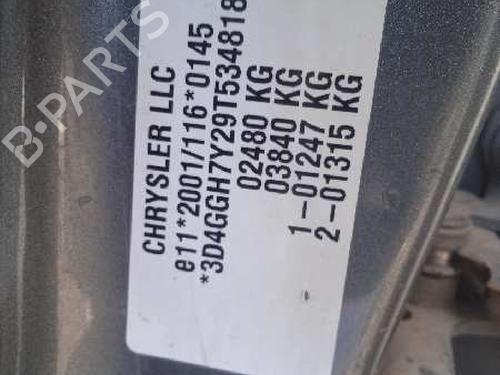 B-PARTS
CHRYSLER LLC
e11*2001/116*0145
*3D4GGH7Y29T534818
02480 KG
03840 KG
1-01247 KG
2-01315 KG